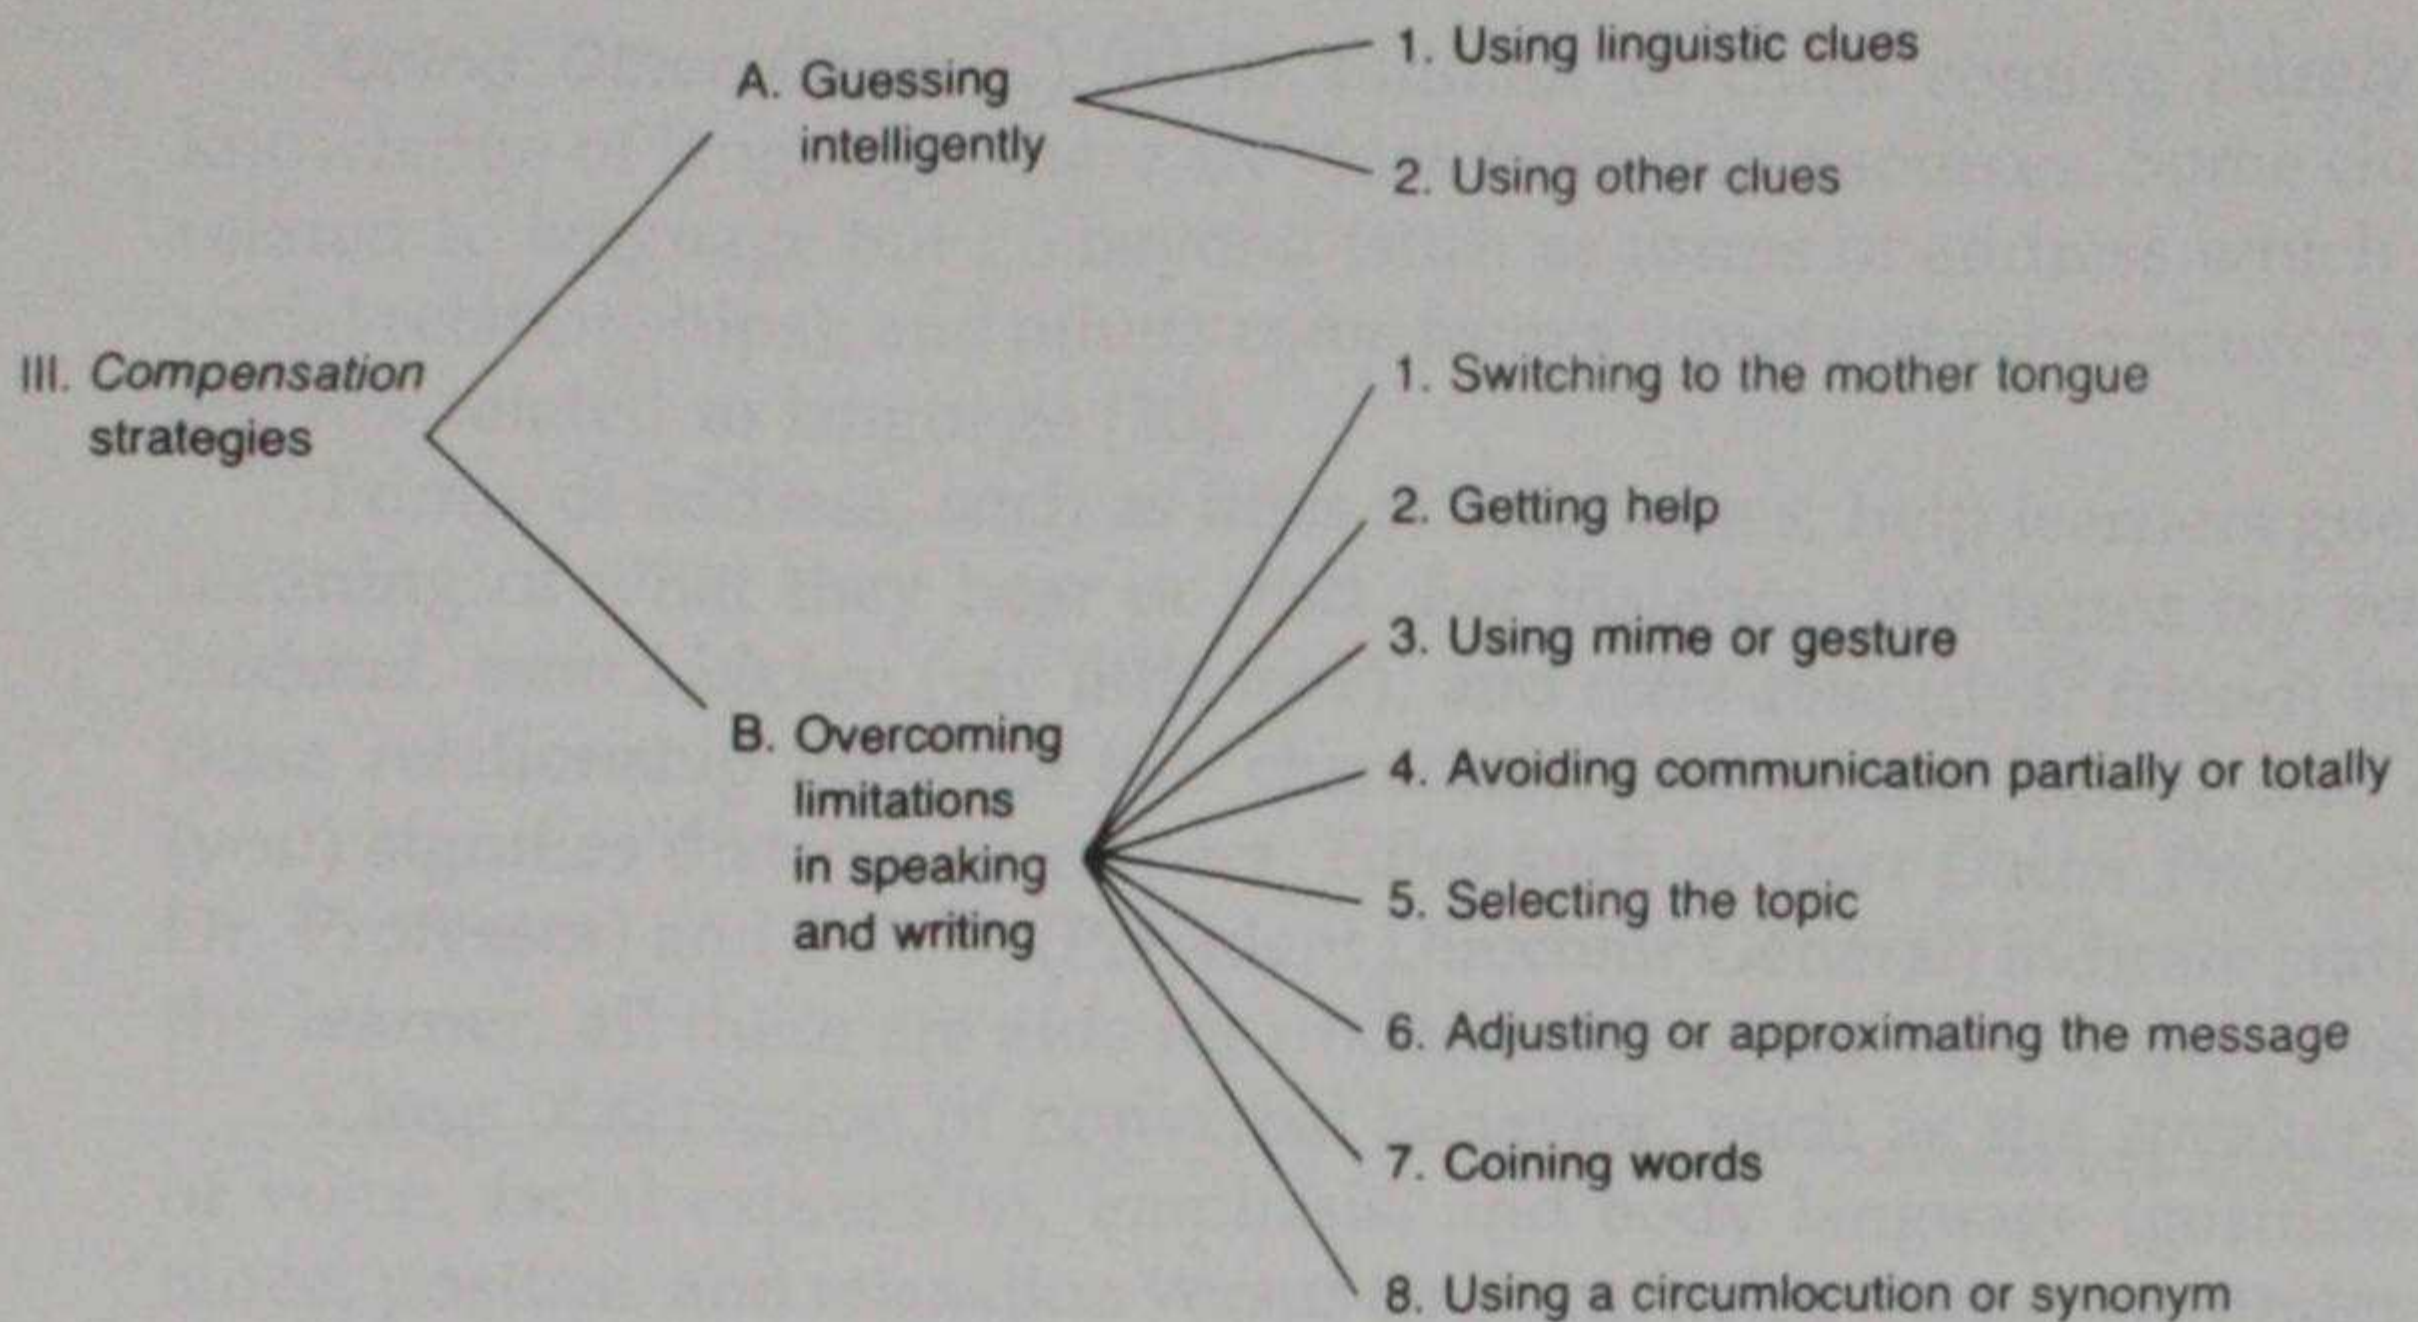 III. Compensation
strategies
A. Guessing
intelligently
1. Using linguistic clues
2. Using other clues
B. Overcoming
limitations
in speaking
and writing
1. Switching to the mother tongue
2. Getting help
3. Using mime or gesture
4. Avoiding communication partially or totally
5. Selecting the topic
6. Adjusting or approximating the message
7. Coining words
8. Using a circumlocution or synonym